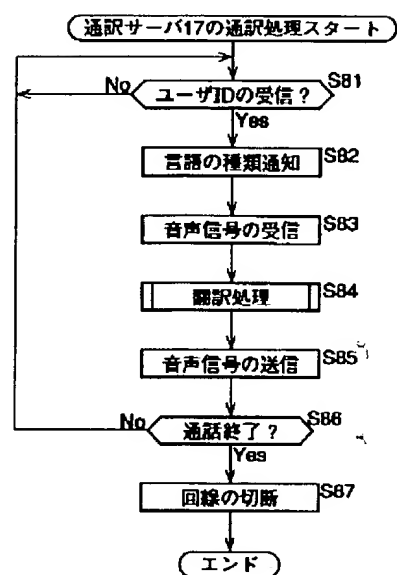 通訳サーバ17の通訳処理スタート
S81
No
ユーザIDの受信?
Yes
S82
言語の種類通知
S83
音声信号の受信
S84
翻訳処理
S85
音声信号の送信
S86
No
通話終了?
Yes
S87
回線の切断
エンド